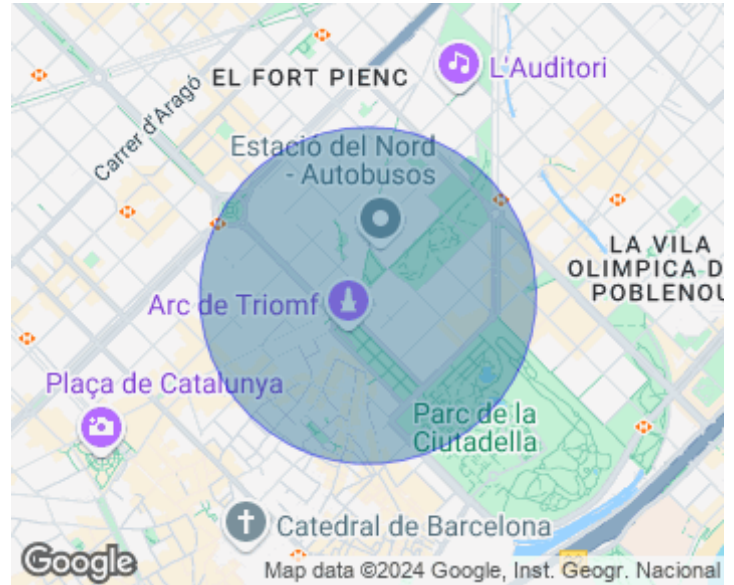 EL FORT PIENC
L'Auditori
Carrer d'Aragó
Estació del Nord
- Autobusos
LA VILA
OLIMPICA D
POBLENOU
Arc de Triomf
Plaça de Catalunya
Parc de la
Ciutadella
Catedral de Barcelona
Google
Map data ©2024 Google, Inst. Geogr. Nacional